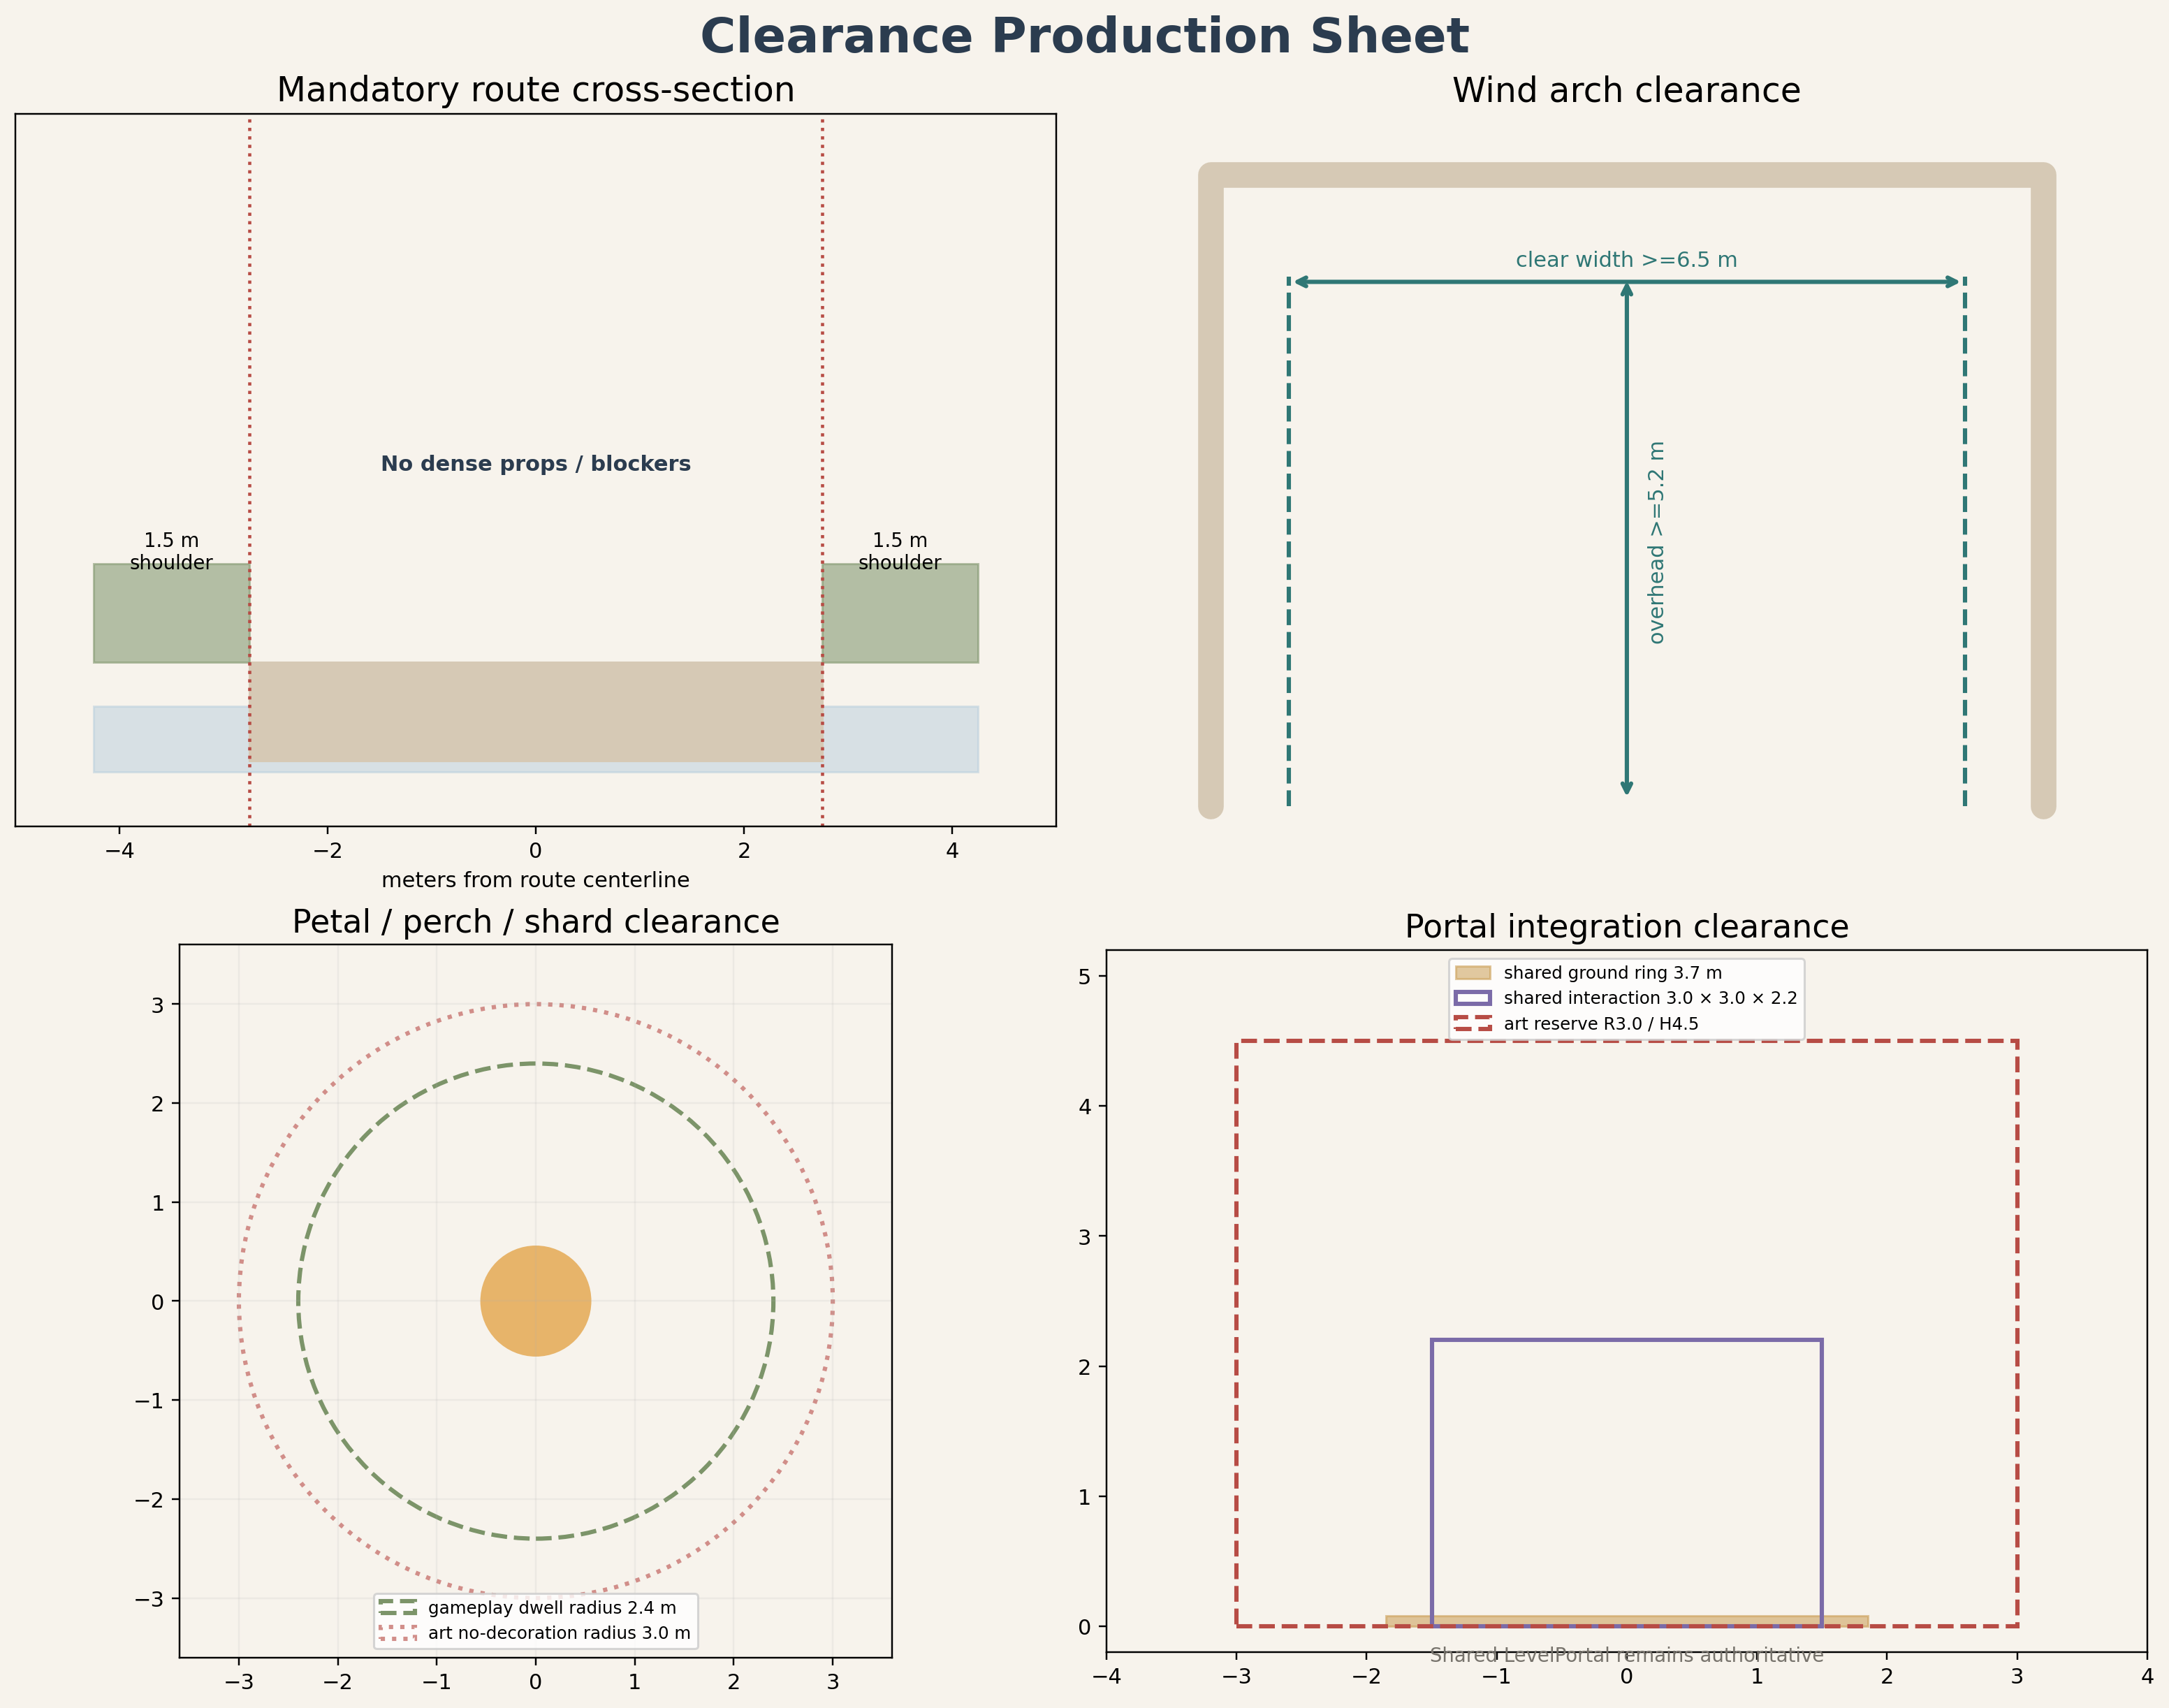 Clearance Production Sheet
Mandatory route cross-section
No dense props / blockers
1.5 m
shoulder
1.5 m
shoulder
−4
−2
0
2
4
meters from route centerline
Wind arch clearance
clear width >=6.5 m
overhead >=5.2 m
Petal / perch / shard clearance
3
2
1
0
−1
−2
−3
gameplay dwell radius 2.4 m
art no-decoration radius 3.0 m
−3
−2
−1
0
1
2
3
Portal integration clearance
shared ground ring 3.7 m
shared interaction 3.0 × 3.0 × 2.2
art reserve R3.0 / H4.5
5
4
3
2
1
0
Shared LevelPortal remains authoritative
−4
−3
−2
−1
0
1
2
3
4